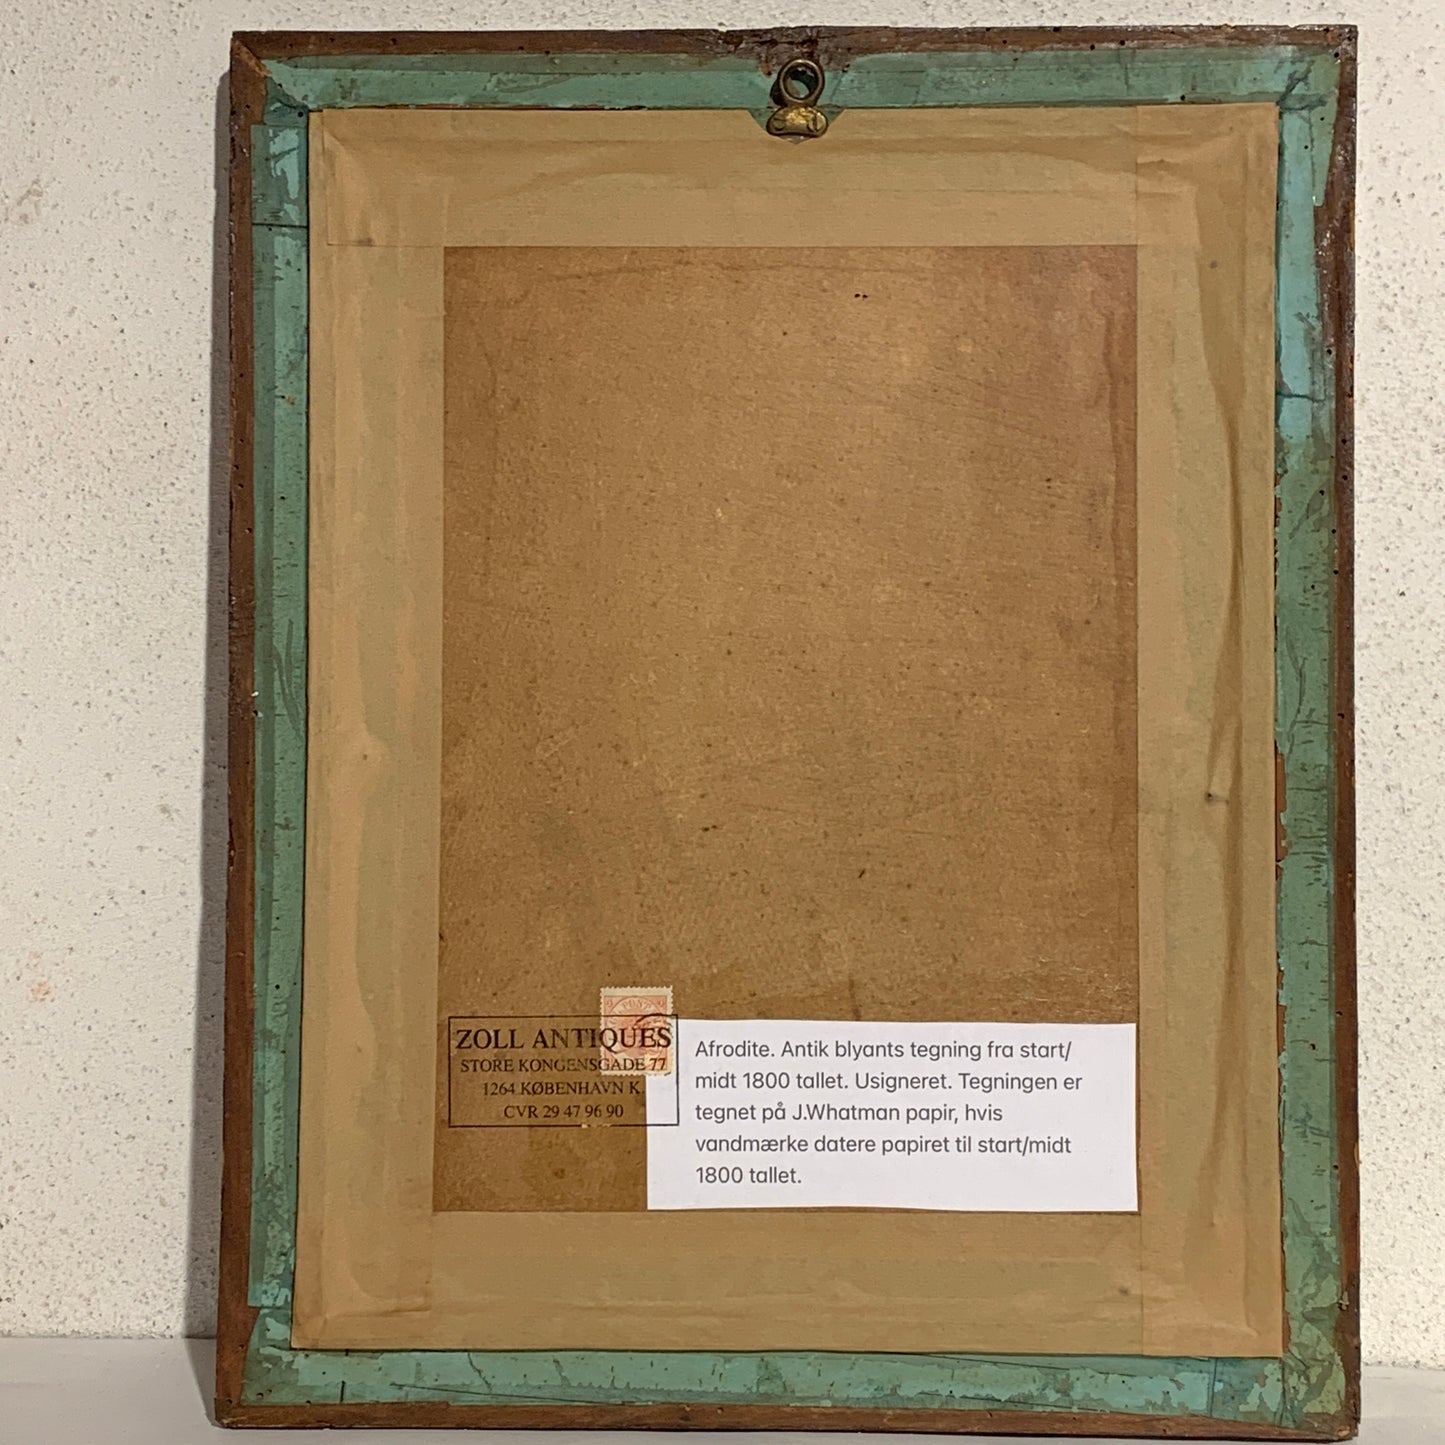 ZOLL ANTIQUES
STORE KONGENSGADE 77
1264 KØBENHAVN K.
CVR 29 47 96 90
Afrodite. Antik blyants tegning fra start/
midt 1800 tallet. Usigneret. Tegningen er
tegnet på J.Whatman papir, hvis
vandmærke datere papiret til start/midt
1800 tallet.